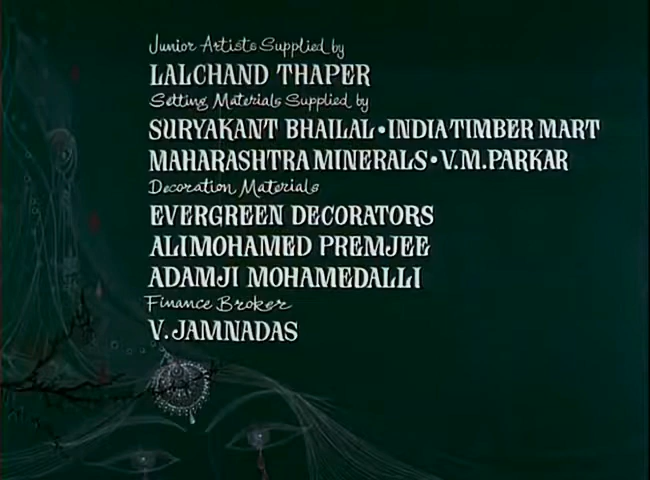 Junior Artists Supplied by
LALCHAND THAPER
Setting Materials Supplied by
SURYAKANT BHAILAL • INDIA TIMBER MART
MAHARASHTRA MINERALS • V.M. PARKAR
Decoration Materials
EVERGREEN DECORATORS
ALIMOHAMED PREMJEE
ADAMJI MOHAMEDALLI
Finance Broker
V. JAMNADAS